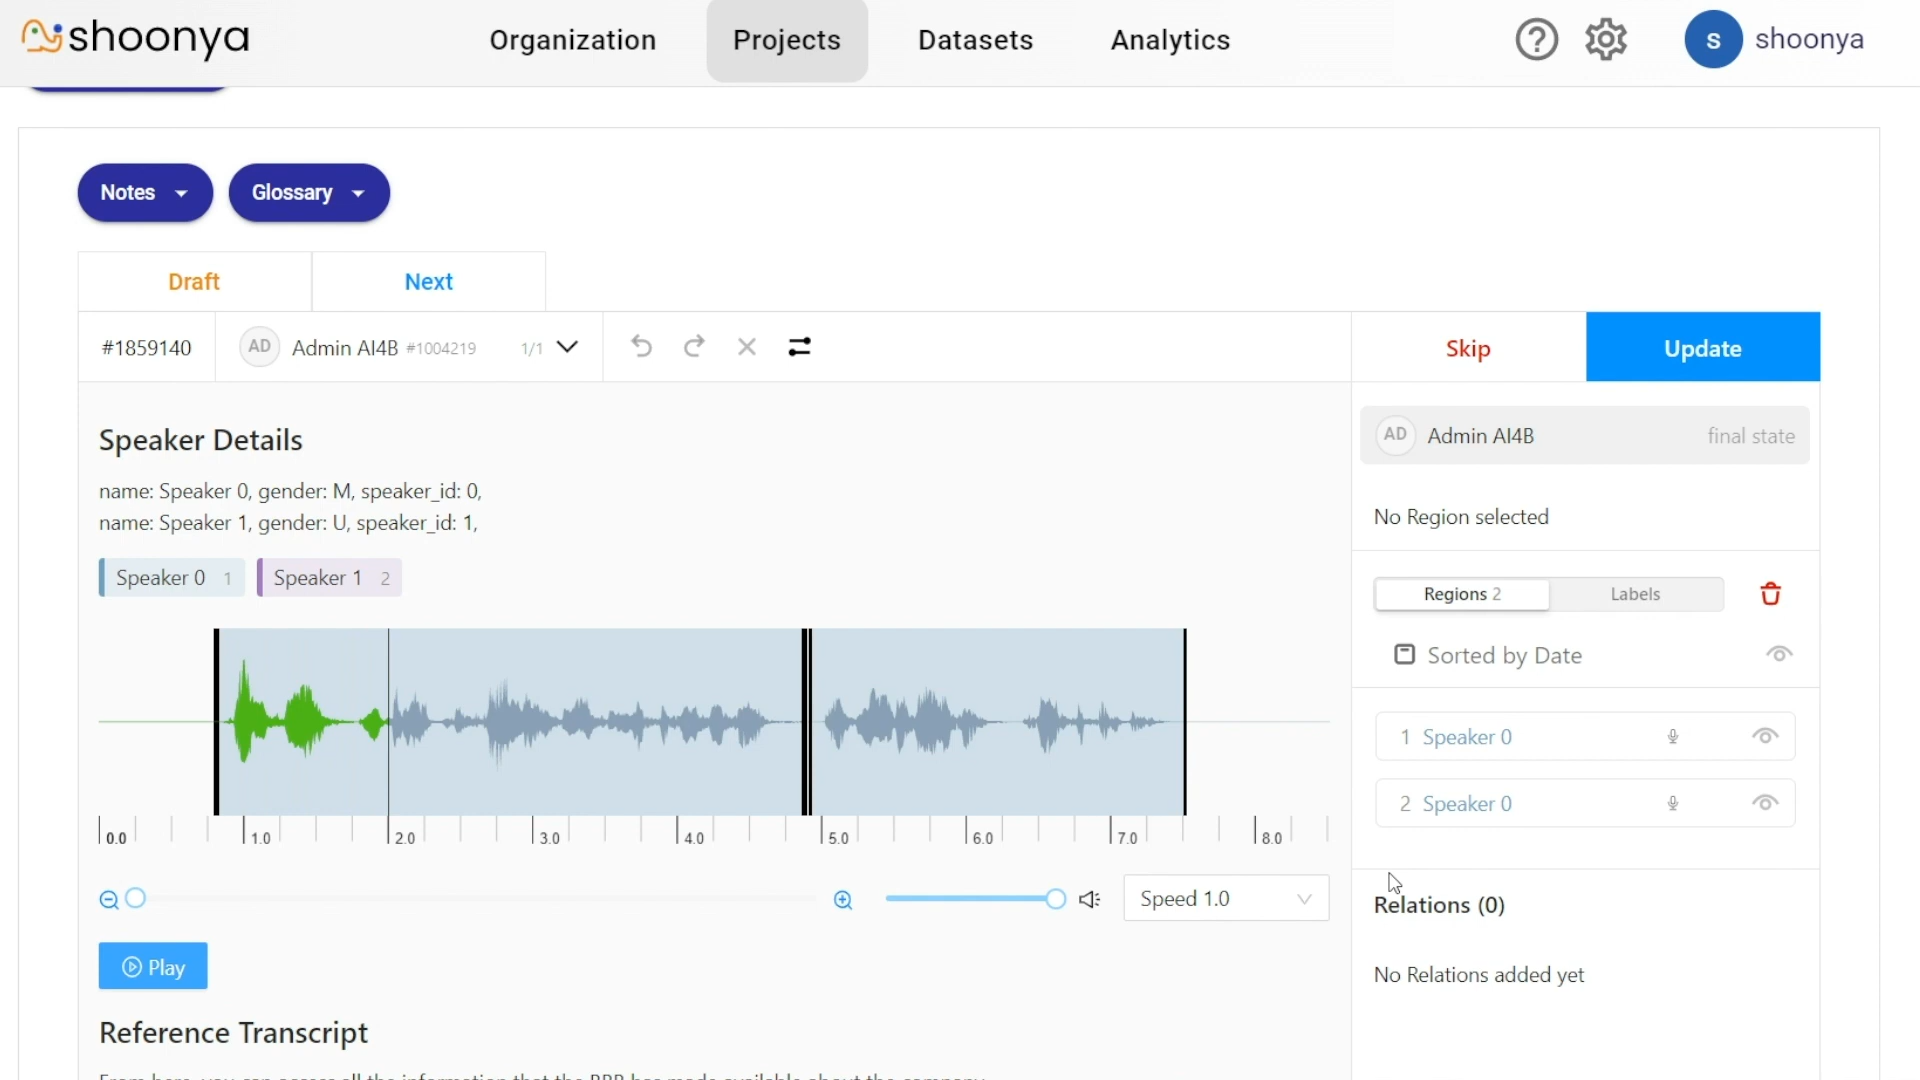 shoonya
Organization Projects Datasets Analytics
S shoonya
Notes Glossary
Draft Next
#1859140 AD Admin AI4B #1004219 1/1
Skip Update
Speaker Details
name: Speaker 0, gender: M, speaker_id: 0,
name: Speaker 1, gender: U, speaker_id: 1,
Speaker 0 1 Speaker 1 2
0.0 1.0 2.0 3.0 4.0 5.0 6.0 7.0 8.0
Speed 1.0
Play
Reference Transcript
AD Admin AI4B final state
No Region selected
Regions 2 Labels
Sorted by Date
1 Speaker 0
2 Speaker 0
Relations (0)
No Relations added yet